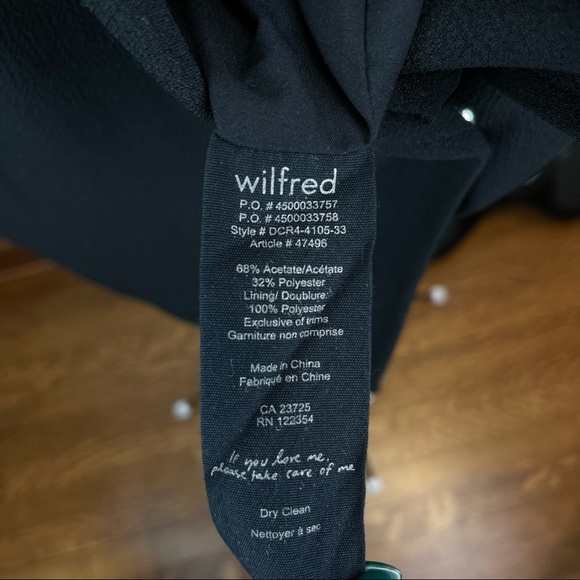 wilfred
P.O. # 4500033757
P.O. # 4500033758
Style # DCR4-4105-33
Article # 47496
68% Acetate/Acétate
32% Polyester
Lining/ Doublure:
100% Polyester
Exclusive of trims
Garniture non comprise
Made in China
Fabriqué en Chine
CA 23725
RN 122354
If you love me,
please take care of me
Dry Clean
Nettoyer à sec